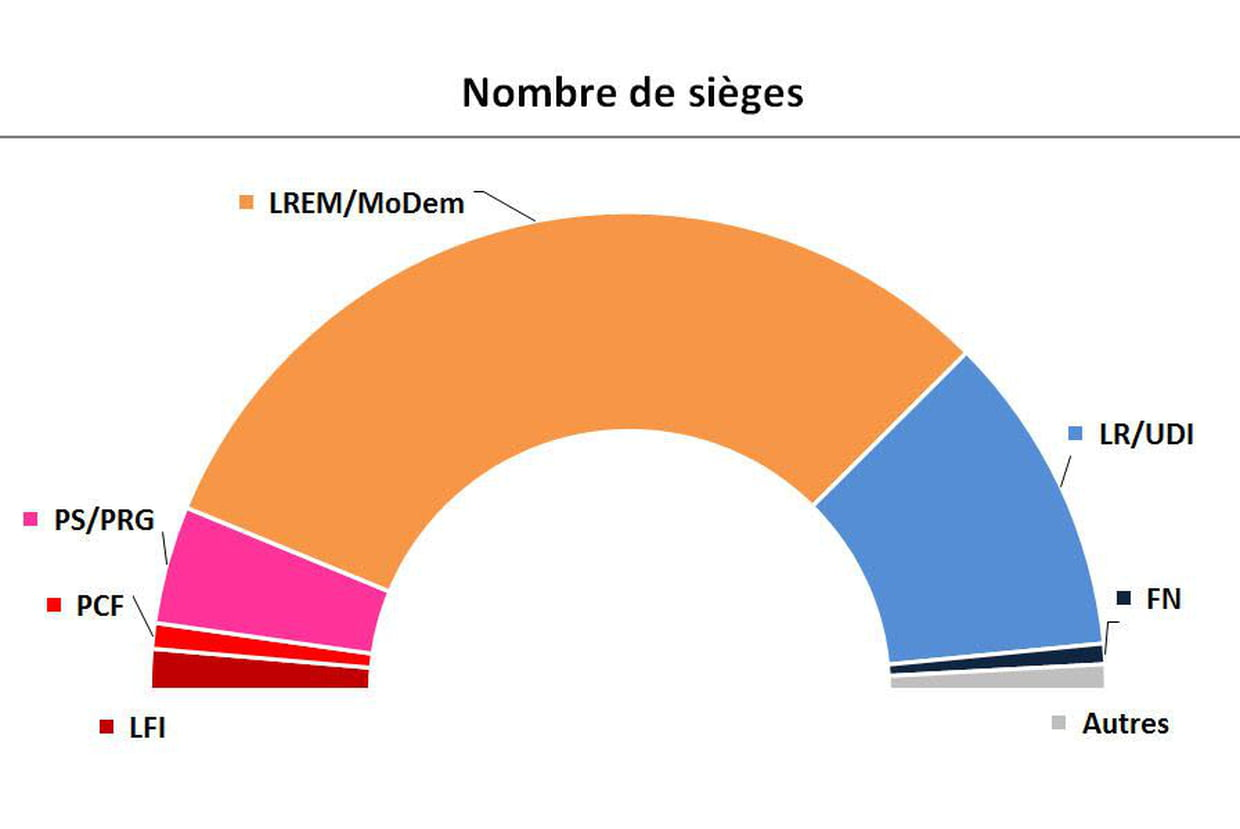 Nombre de sièges
LREM/MoDem
LR/UDI
PS/PRG
FN
PCF
Autres
LFI